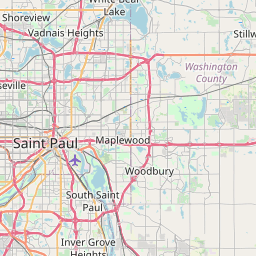 White Bear
Lake
Shoreview
Vadnais Heights
Stillw
Washington
County
seville
Saint Paul
Maplewood
Woodbury
South Saint
Paul
Inver Grove
Heights